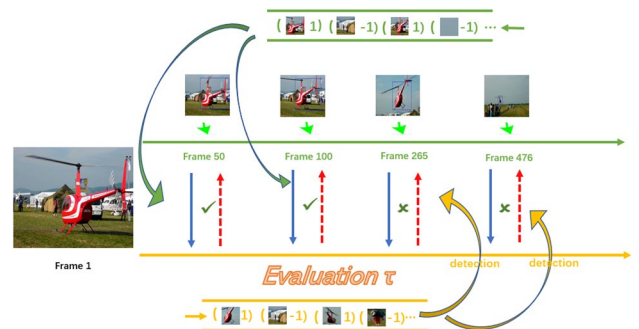 ( 1) ( -1) ( 1) ( -1) ...
Frame 50 Frame 100 Frame 265 Frame 476
✓ ✓ × ×
Frame 1
detection detection
Evaluation τ
( 1) ( -1) ( 1) ( -1)...